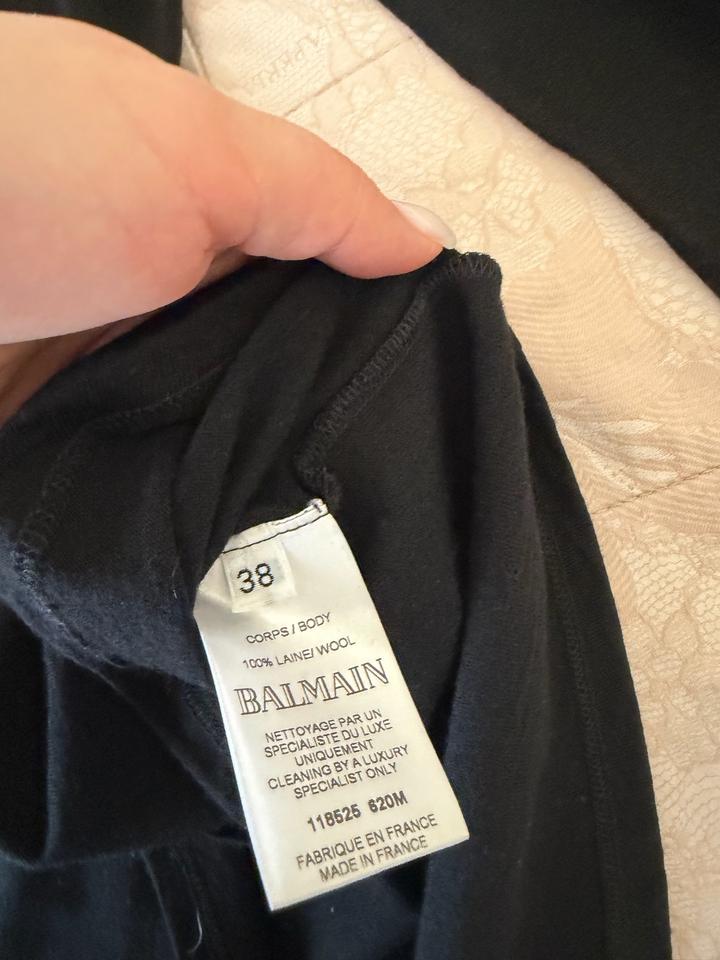 38
CORPS / BODY
100% LAINE/ WOOL
BALMAIN
NETTOYAGE PAR UN
SPECIALISTE DU LUXE
UNIQUEMENT
CLEANING BY A LUXURY
SPECIALIST ONLY
118525 620M
FABRIQUE EN FRANCE
MADE IN FRANCE